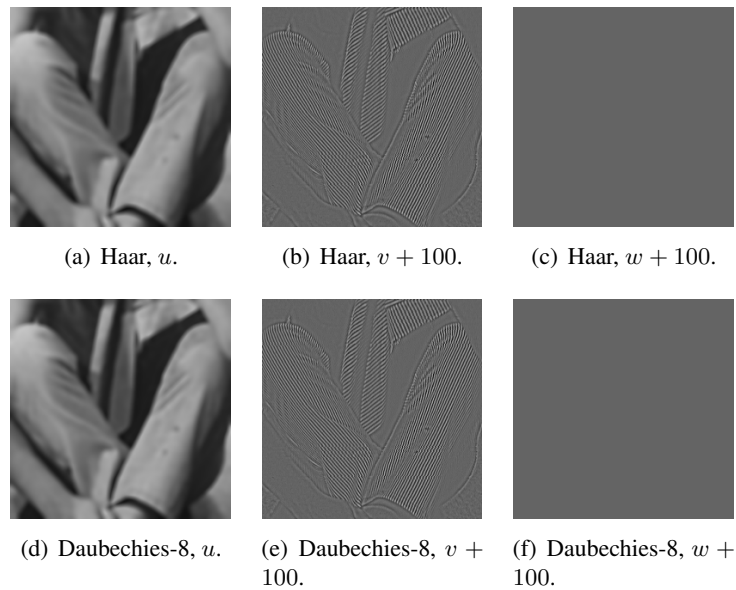 (a) Haar, u.
(b) Haar, v + 100.
(c) Haar, w + 100.
(d) Daubechies-8, u.
(e) Daubechies-8, v +
100.
(f) Daubechies-8, w +
100.